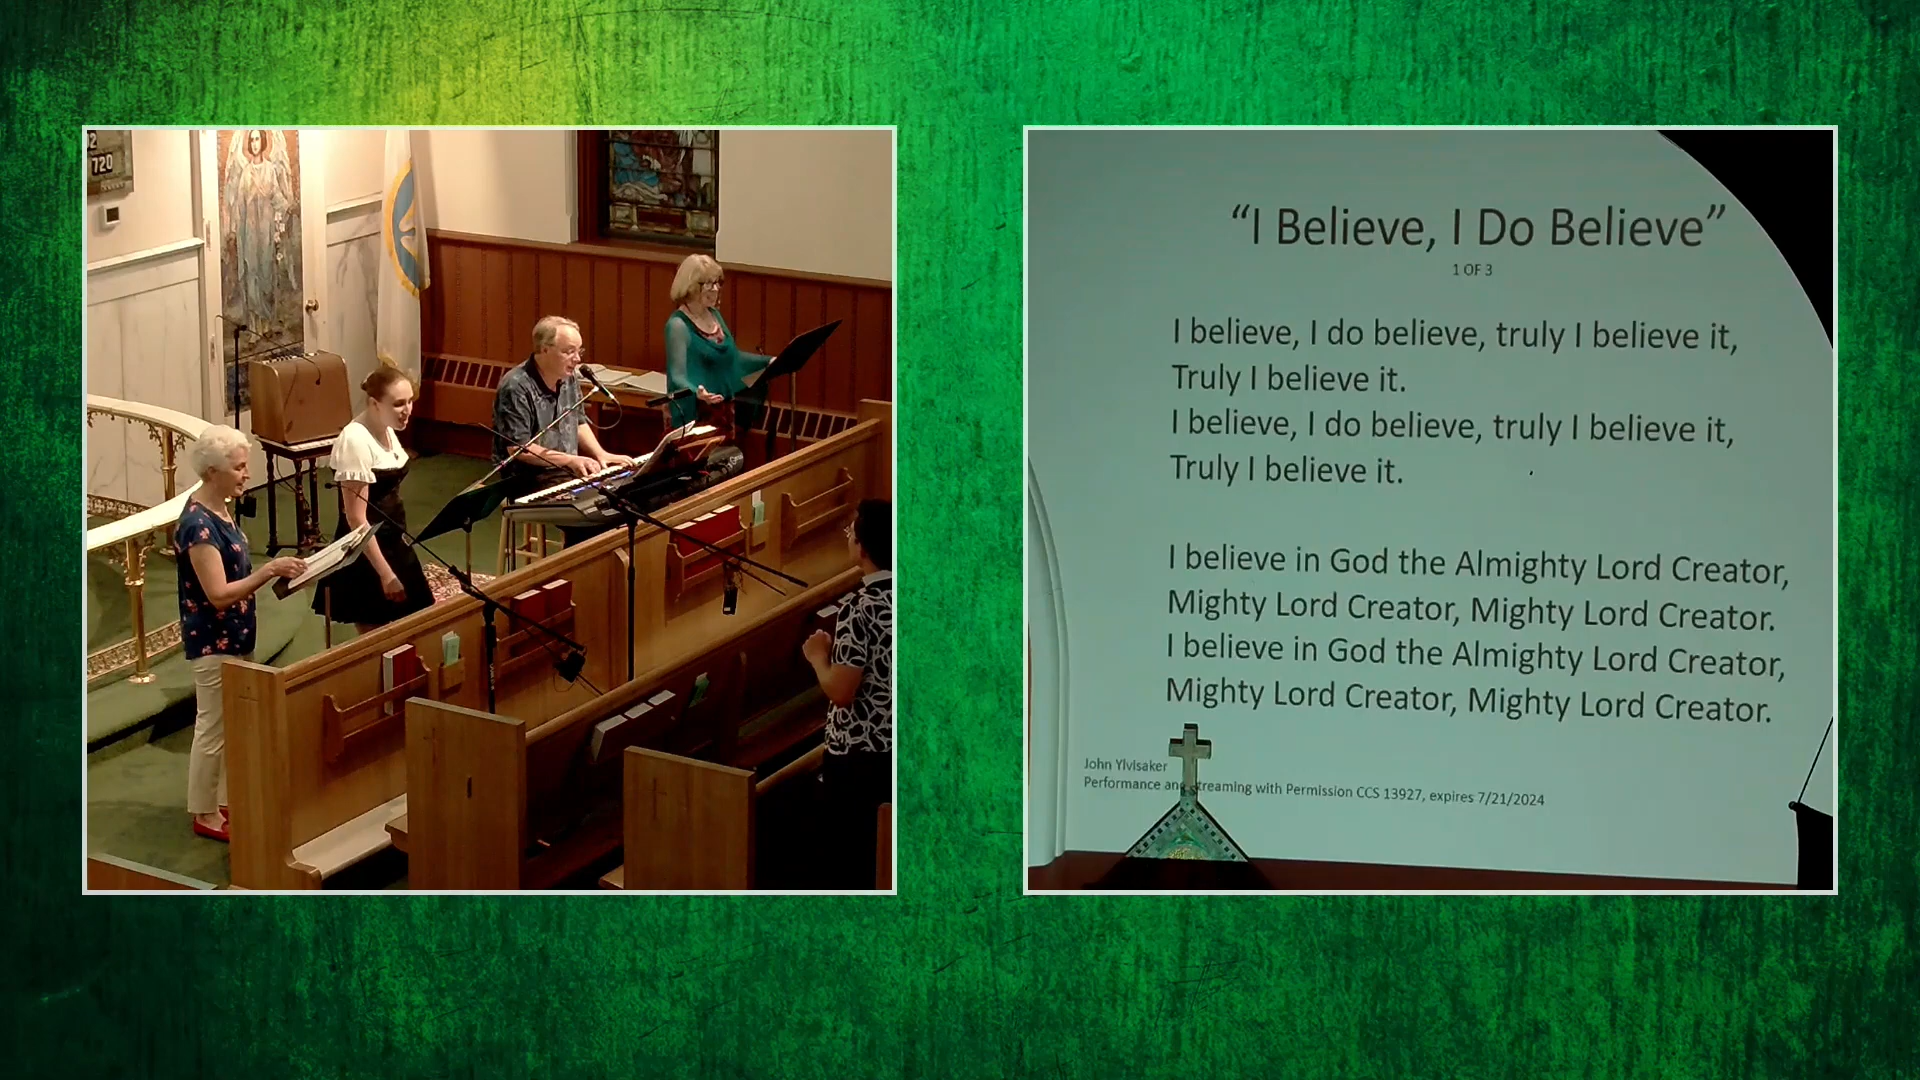 720
“I Believe, I Do Believe”
1 OF 3
I believe, I do believe, truly I believe it,
Truly I believe it.
I believe, I do believe, truly I believe it,
Truly I believe it.
I believe in God the Almighty Lord Creator,
Mighty Lord Creator, Mighty Lord Creator.
I believe in God the Almighty Lord Creator,
Mighty Lord Creator, Mighty Lord Creator.
John Ylvisaker
Performance and streaming with Permission CCS 13927, expires 7/21/2024